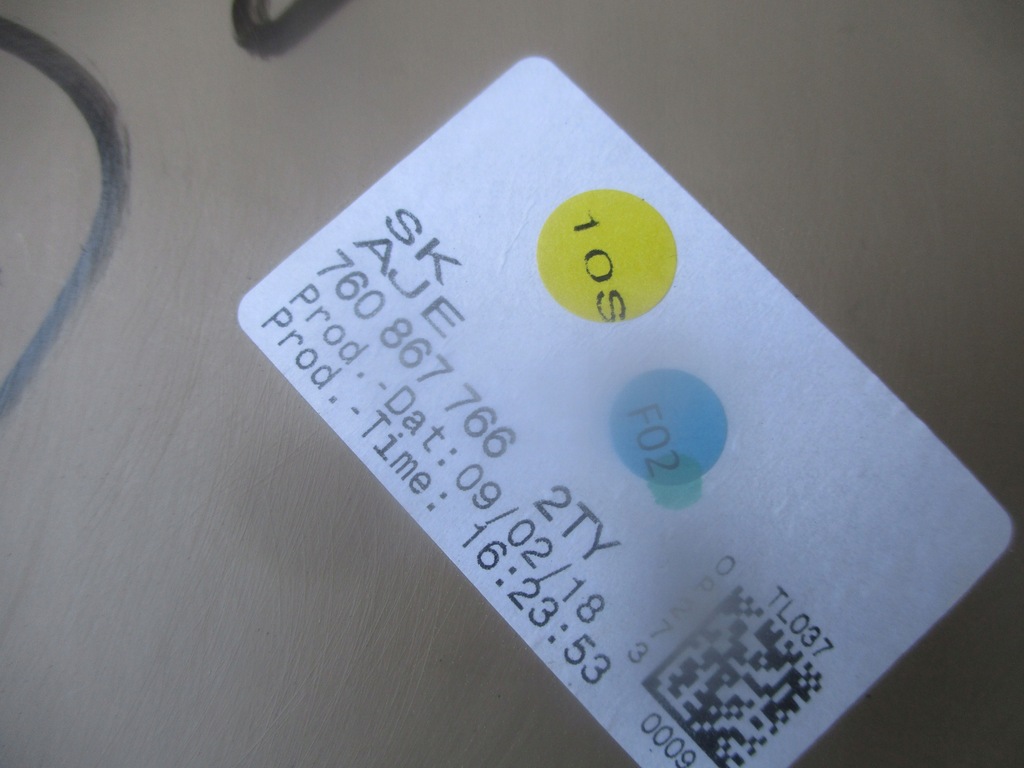 SK
AJE
760 867 766 2TY
Prod.-Dat:09/02/18
Prod.-Time: 16:23:53
10S
F02
TL037
0009